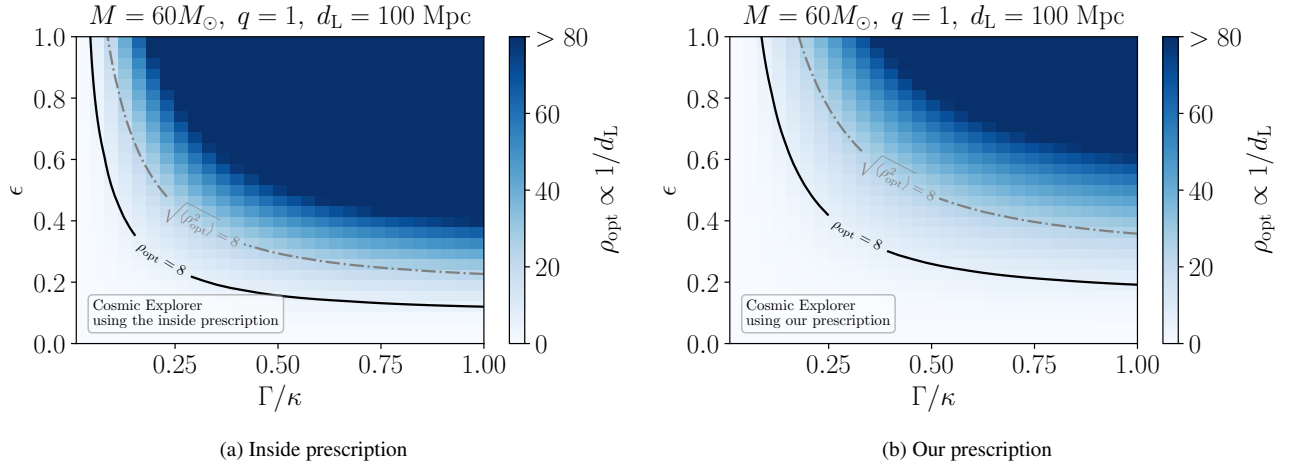 M = 60M⊙, q = 1, d_L = 100 Mpc
1.0
0.8
0.6
0.4
0.2
0.0
ϵ
√⟨ρ²_opt⟩ = 8
ρ_opt = 8
Cosmic Explorer
using the inside prescription
0.25 0.50 0.75 1.00
Γ/κ
> 80
60
40
20
0
ρ_opt ∝ 1/d_L
(a) Inside prescription
M = 60M⊙, q = 1, d_L = 100 Mpc
1.0
0.8
0.6
0.4
0.2
0.0
ϵ
√⟨ρ²_opt⟩ = 8
ρ_opt = 8
Cosmic Explorer
using our prescription
0.25 0.50 0.75 1.00
Γ/κ
> 80
60
40
20
0
ρ_opt ∝ 1/d_L
(b) Our prescription